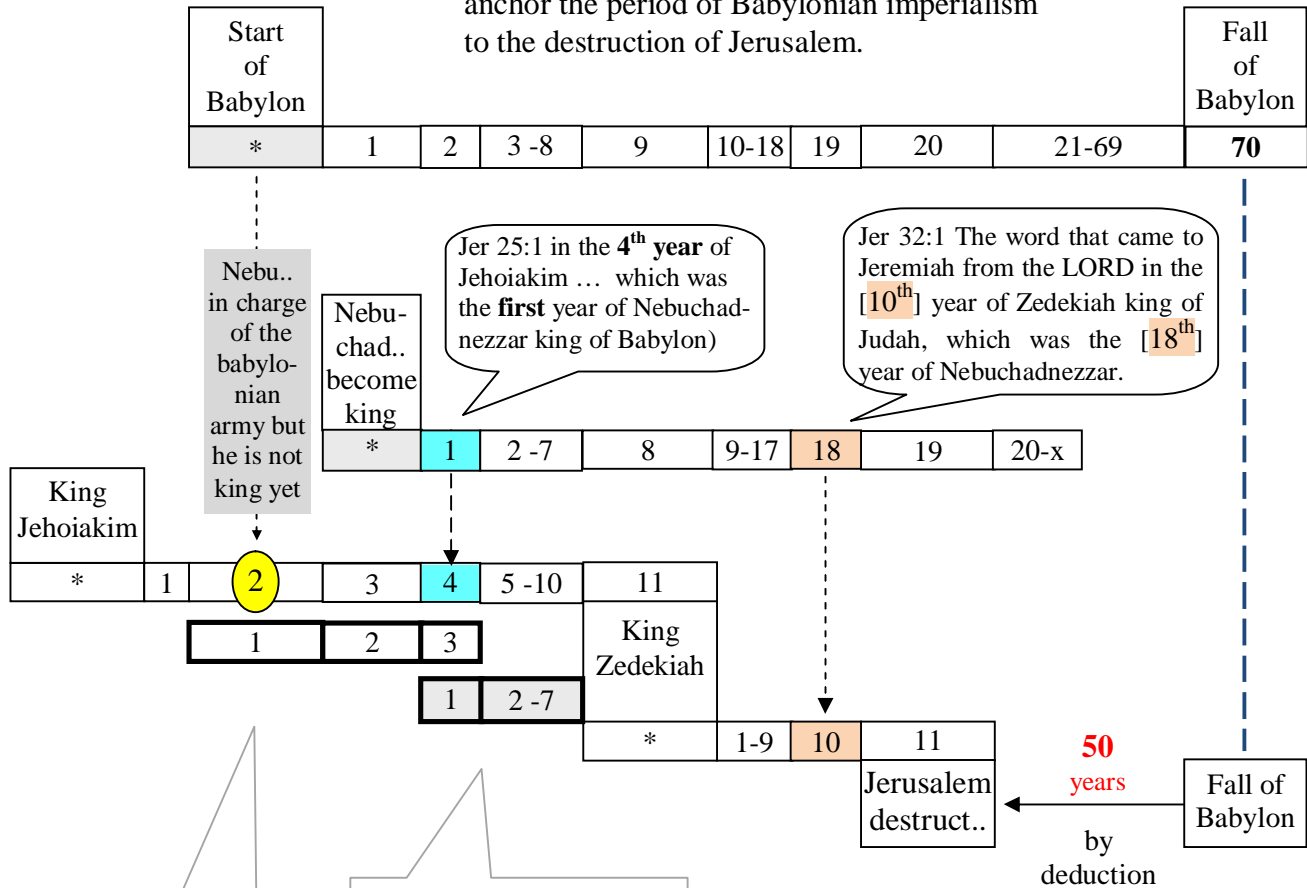 anchor the period of Babylonian imperialism
to the destruction of Jerusalem.
Start
of
Babylon
Fall
of
Babylon
* 1 2 3 -8 9 10-18 19 20 21-69 70
Nebu..
in charge
of the
babylo-
nian
army but
he is not
king yet
Nebu-
chad..
become
king
Jer 25:1 in the 4th year of
Jehoiakim … which was
the first year of Nebuchad-
nezzar king of Babylon)
Jer 32:1 The word that came to
Jeremiah from the LORD in the
[10th] year of Zedekiah king of
Judah, which was the [18th]
year of Nebuchadnezzar.
* 1 2 -7 8 9-17 18 19 20-x
King
Jehoiakim
* 1 2 3 4 5 -10 11
1 2 3
King
Zedekiah
1 2 -7
* 1-9 10 11
Jerusalem
destruct..
50
years
by
deduction
Fall of
Babylon